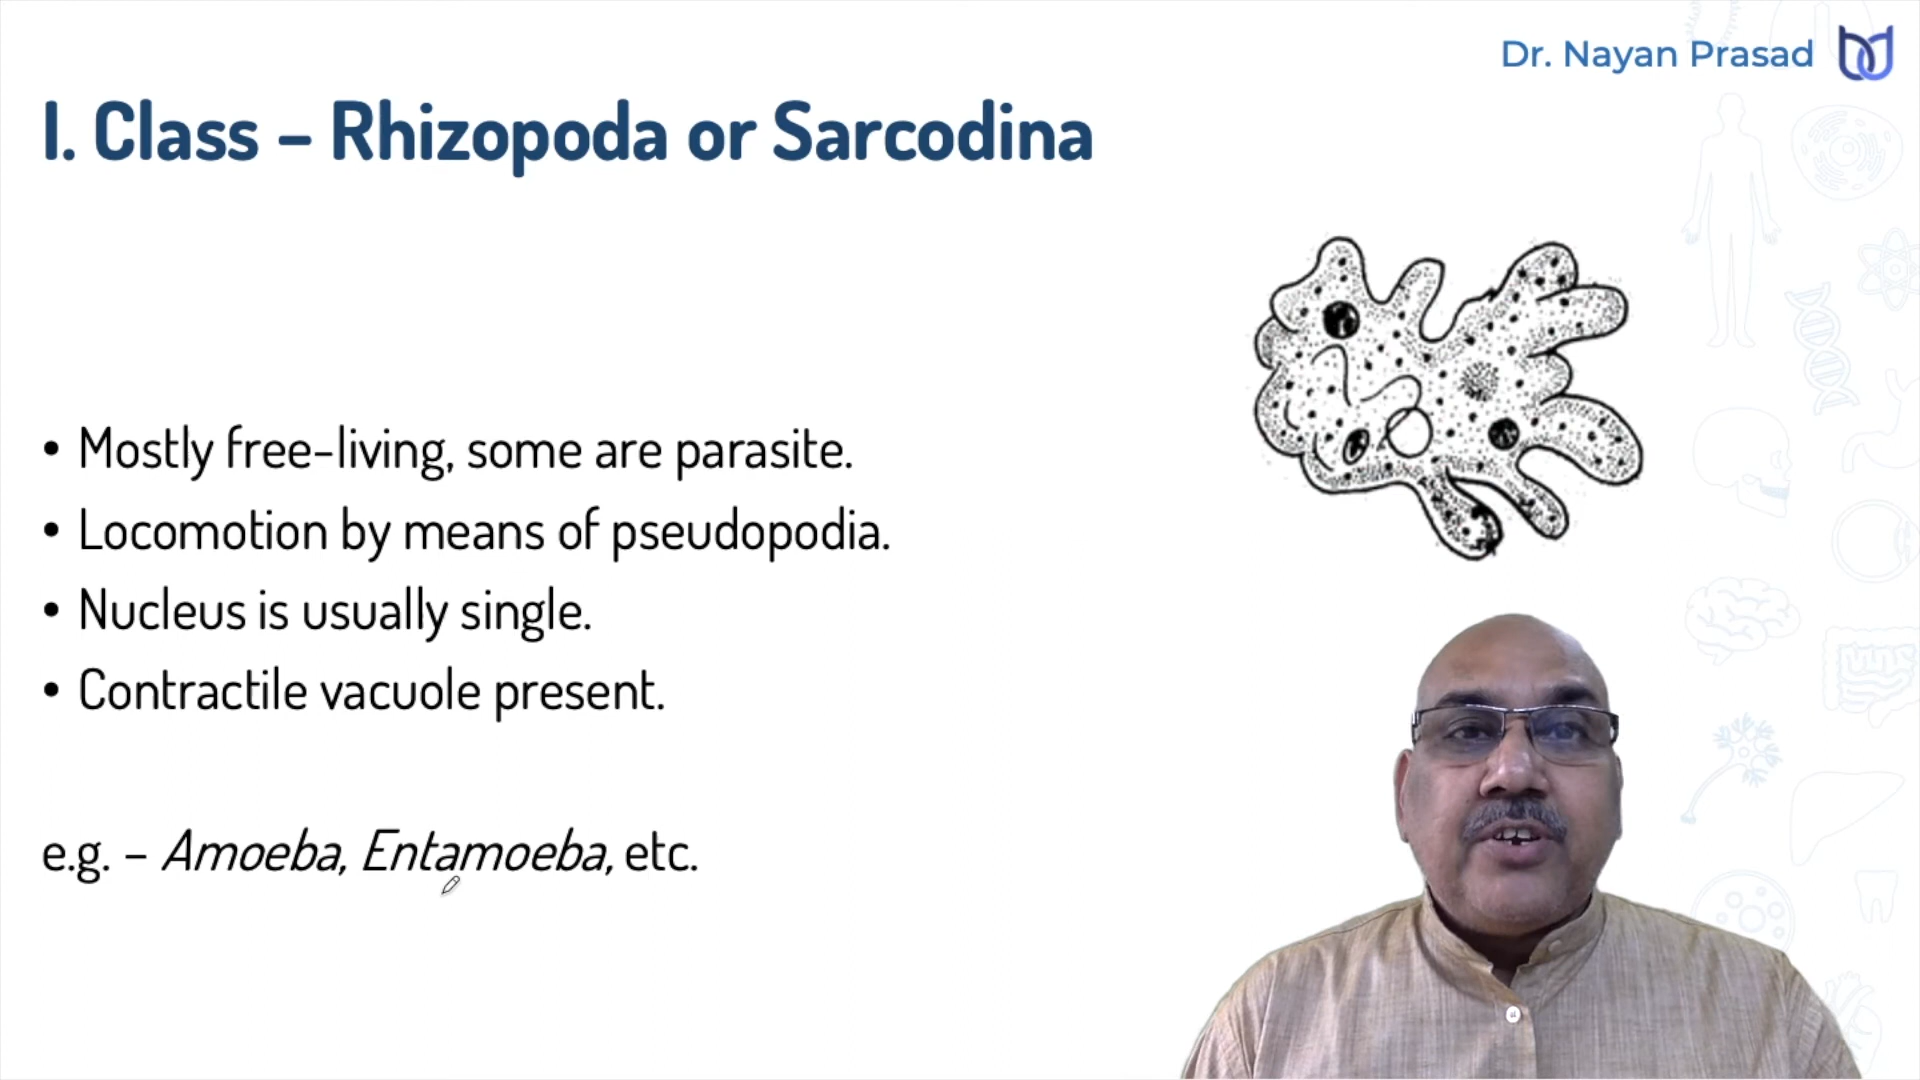 Dr. Nayan Prasad
I. Class – Rhizopoda or Sarcodina
• Mostly free-living, some are parasite.
• Locomotion by means of pseudopodia.
• Nucleus is usually single.
• Contractile vacuole present.
e.g. – Amoeba, Entamoeba, etc.